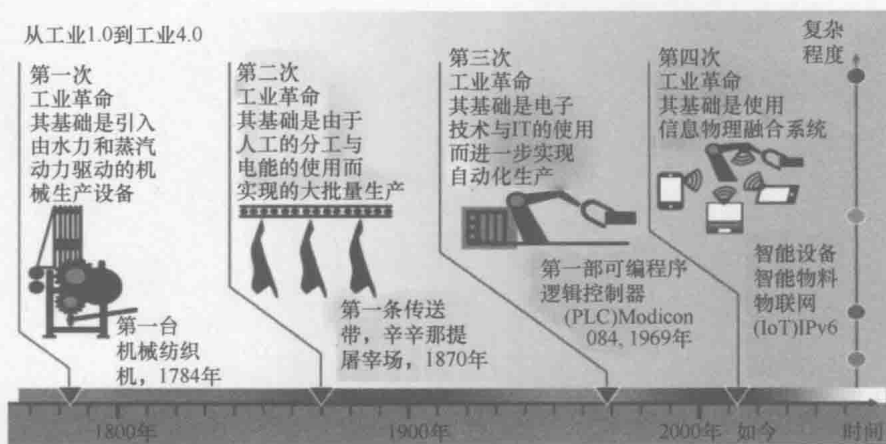 从工业1.0到工业4.0
复杂
程度
第一次
工业革命
其基础是引入
由水力和蒸汽
动力驱动的机
械生产设备
第一台
机械纺织
机，1784年
第二次
工业革命
其基础是由于
人工的分工与
电能的使用而
实现的大批量生产
第一条传送
带，辛辛那提
屠宰场，1870年
第三次
工业革命
其基础是电子
技术与IT的使用
而进一步实现
自动化生产
第一部可编程序
逻辑控制器
(PLC)Modicon
084, 1969年
第四次
工业革命
其基础是使用
信息物理融合系统
智能设备
智能物料
物联网
(IoT)IPv6
1800年
1900年
2000年 如今
时间